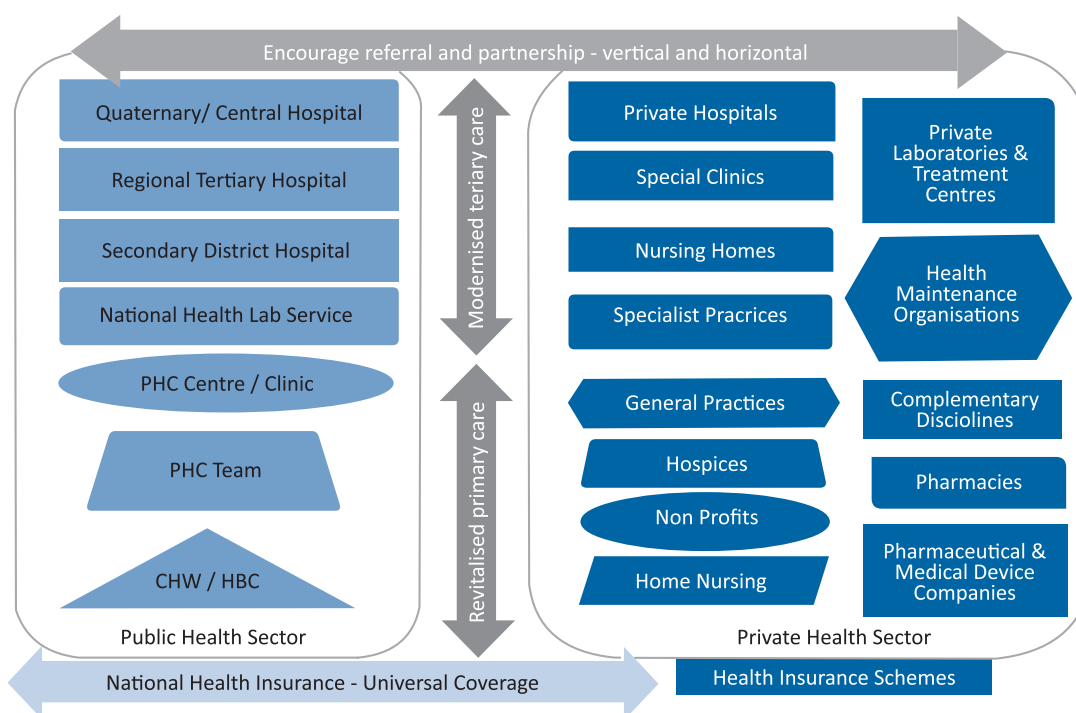 Encourage referral and partnership - vertical and horizontal
Quaternary/ Central Hospital
Regional Tertiary Hospital
Secondary District Hospital
National Health Lab Service
PHC Centre / Clinic
PHC Team
CHW / HBC
Public Health Sector
Modernised teriary care
Revitalised primary care
Private Hospitals
Special Clinics
Nursing Homes
Specialist Pracrices
General Practices
Hospices
Non Profits
Home Nursing
Private
Laboratories &
Treatment
Centres
Health
Maintenance
Organisations
Complementary
Disciolines
Pharmacies
Pharmaceutical &
Medical Device
Companies
Private Health Sector
National Health Insurance - Universal Coverage
Health Insurance Schemes